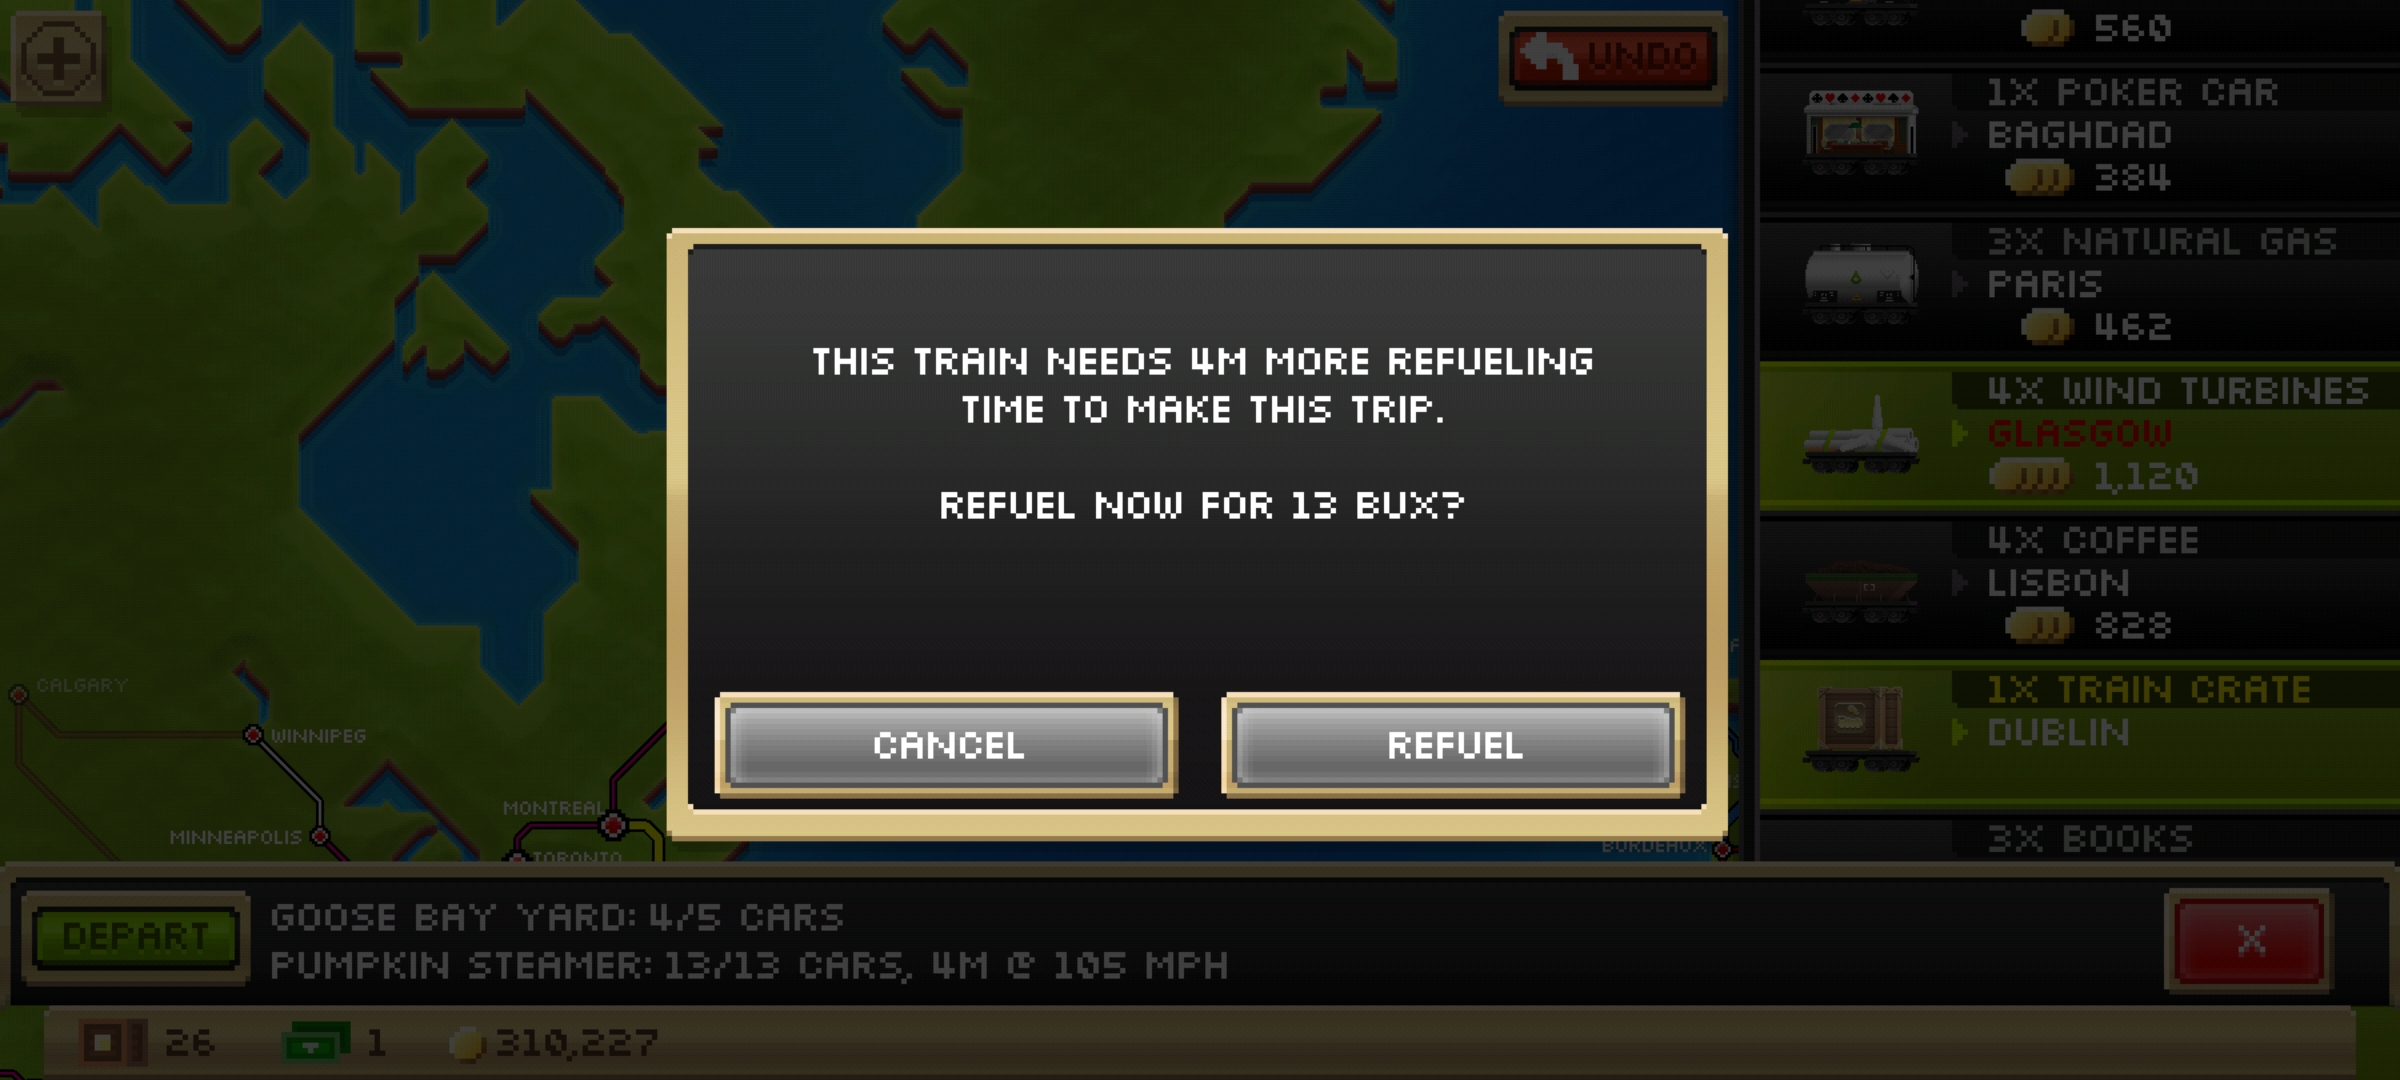 UNDO
560
1X POKER CAR
BAGHDAD
384
3X NATURAL GAS
PARIS
462
4X WIND TURBINES
GLASGOW
1,120
4X COFFEE
LISBON
828
1X TRAIN CRATE
DUBLIN
3X BOOKS
THIS TRAIN NEEDS 4M MORE REFUELING
TIME TO MAKE THIS TRIP.
REFUEL NOW FOR 13 BUX?
CANCEL
REFUEL
CALGARY
WINNIPEG
MONTREAL
MINNEAPOLIS
TORONTO
BORDEAUX
DEPART
GOOSE BAY YARD: 4/5 CARS
PUMPKIN STEAMER: 13/13 CARS, 4M @ 105 MPH
X
26
1
310,227